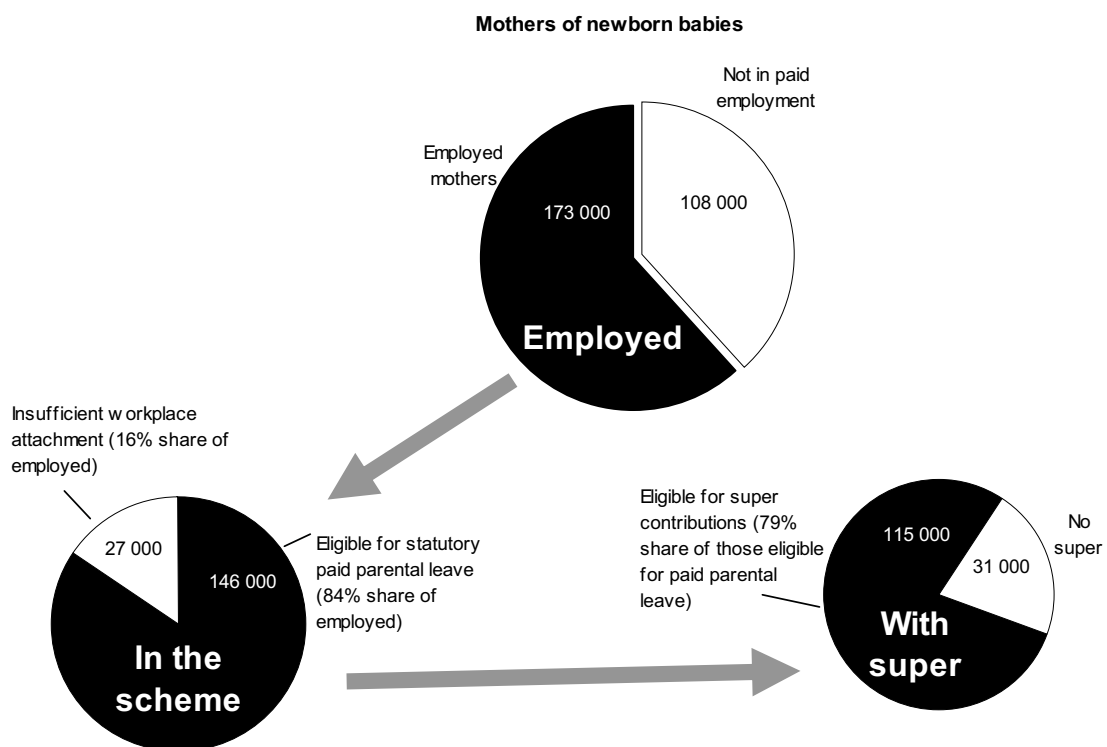 Mothers of newborn babies
Not in paid
employment
Employed
mothers
173 000
108 000
Employed
Insufficient workplace
attachment (16% share of
employed)
27 000
146 000
Eligible for statutory
paid parental leave
(84% share of
employed)
In the
scheme
Eligible for super
contributions (79%
share of those eligible
for paid parental
leave)
115 000
31 000
No
super
With
super